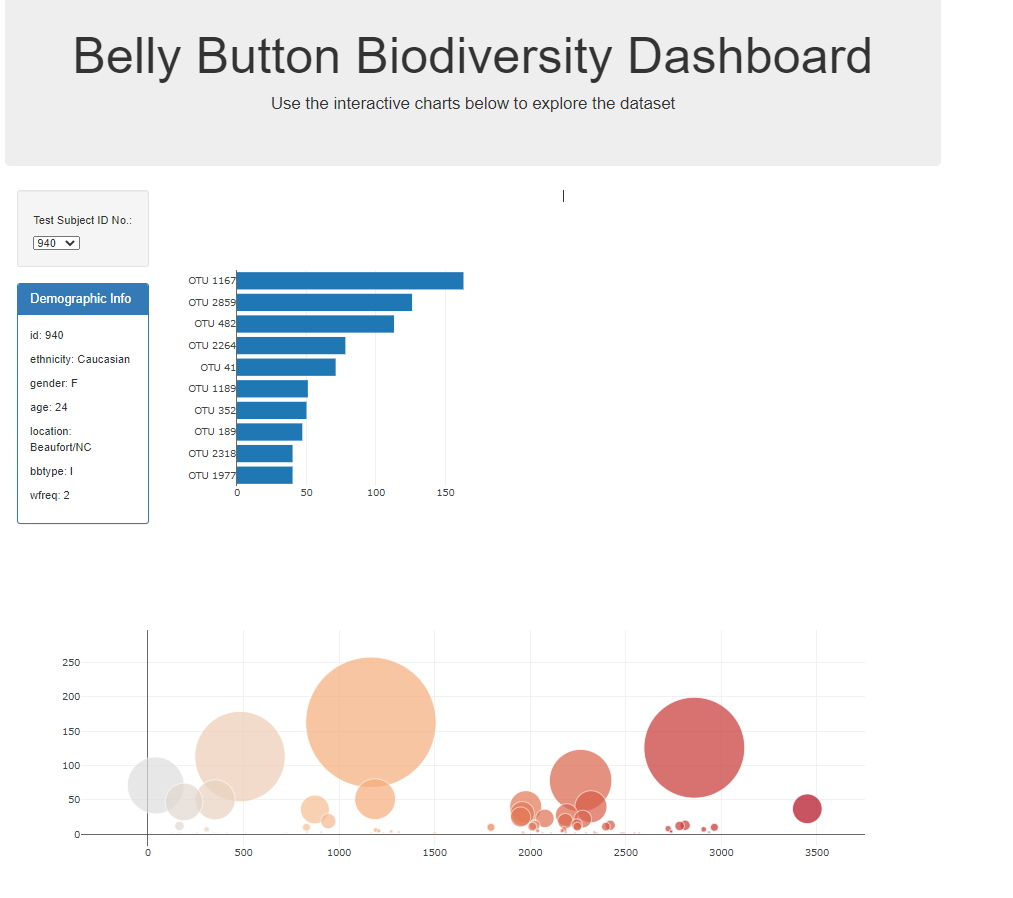 Belly Button Biodiversity Dashboard
Use the interactive charts below to explore the dataset
Test Subject ID No.:
940
Demographic Info
id: 940
ethnicity: Caucasian
gender: F
age: 24
location:
Beaufort/NC
bbtype: I
wfreq: 2
OTU 1167
OTU 2859
OTU 482
OTU 2264
OTU 41
OTU 1189
OTU 352
OTU 189
OTU 2318
OTU 1977
0 50 100 150
250
200
150
100
50
0
0 500 1000 1500 2000 2500 3000 3500